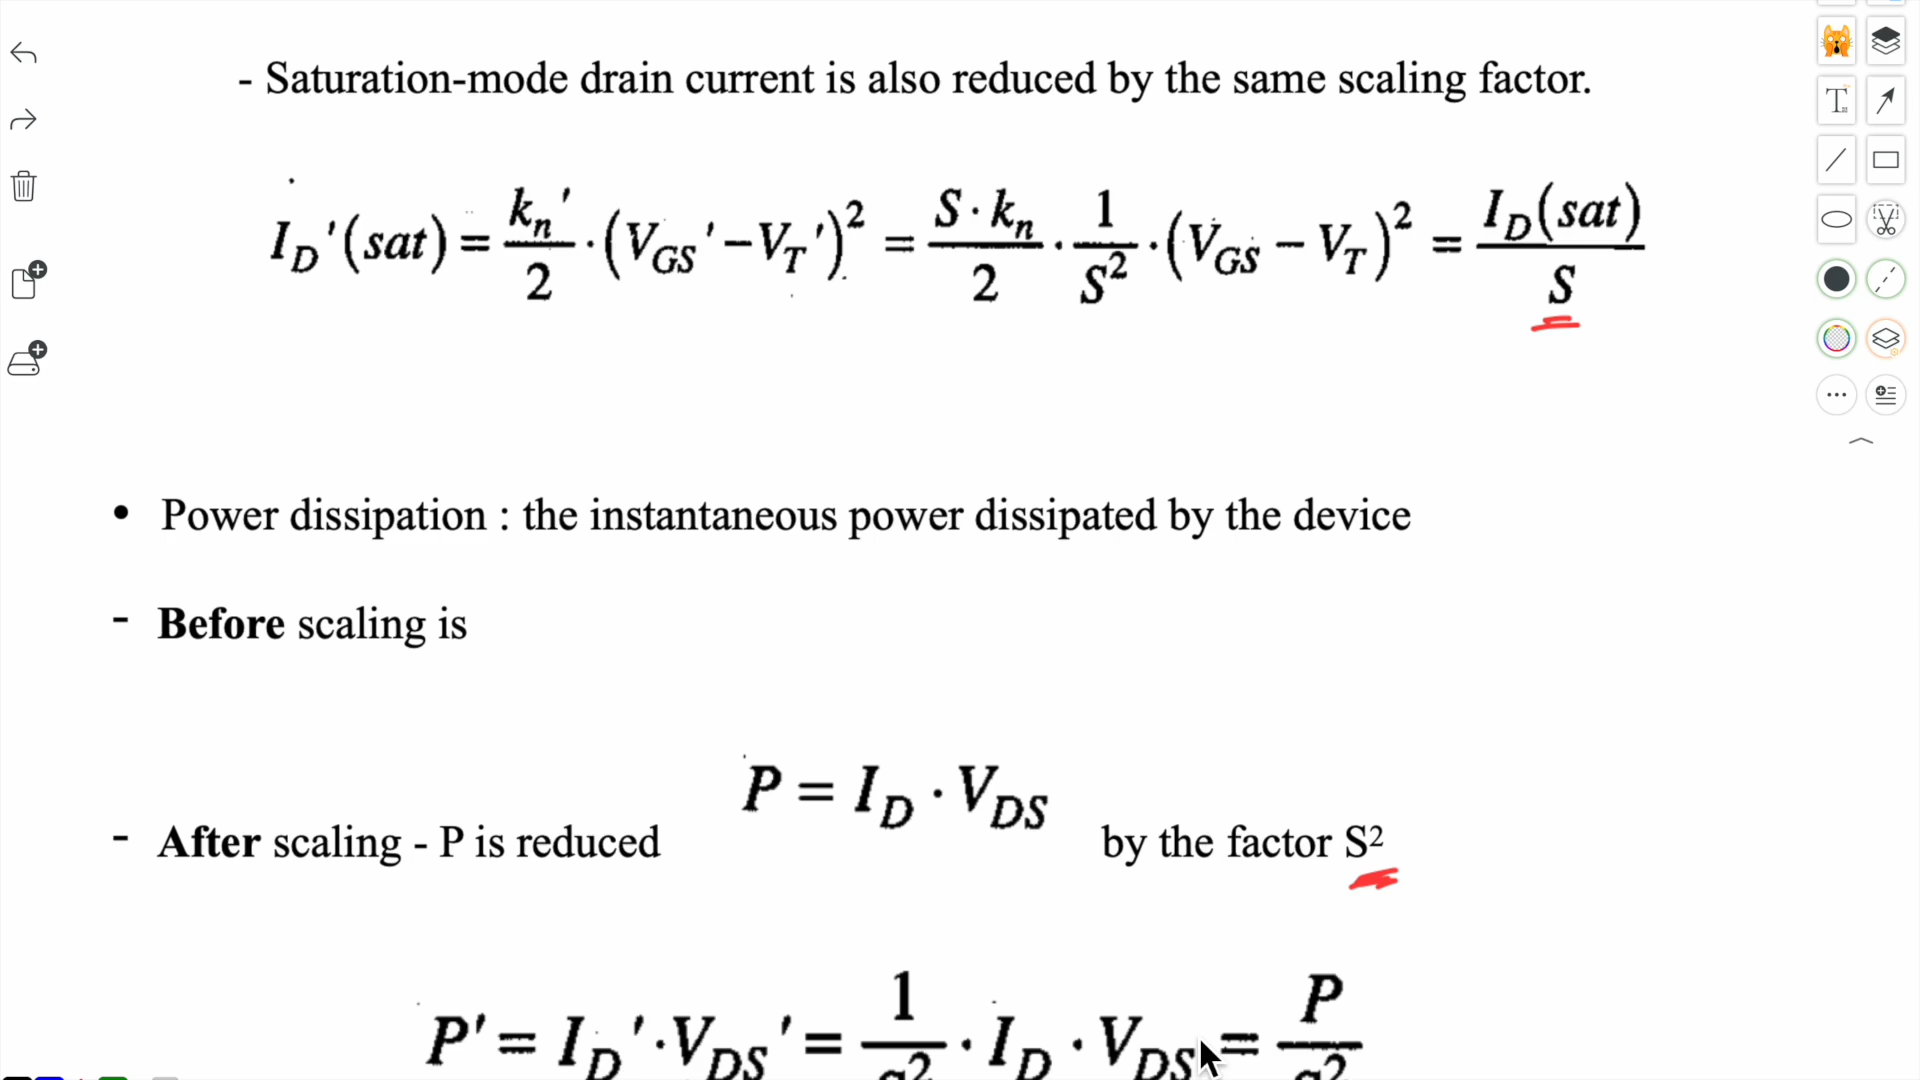 - Saturation-mode drain current is also reduced by the same scaling factor.
I_D'(sat) = k_n'/2 · (V_GS' − V_T')² = S · k_n/2 · 1/S² · (V_GS − V_T)² = I_D(sat)/S
• Power dissipation : the instantaneous power dissipated by the device
- Before scaling is
P = I_D · V_DS
- After scaling - P is reduced by the factor S²
P' = I_D' · V_DS' = 1/S² · I_D · V_DS = P/S²